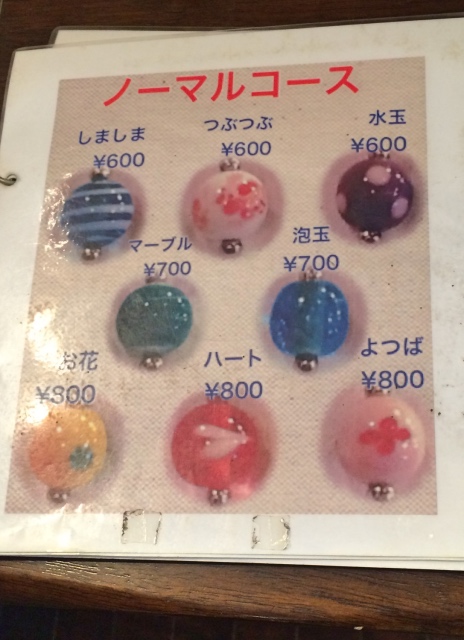 ノーマルコース
しましま
¥600
つぶつぶ
¥600
水玉
¥600
マーブル
¥700
泡玉
¥700
お花
¥800
ハート
¥800
よつば
¥800